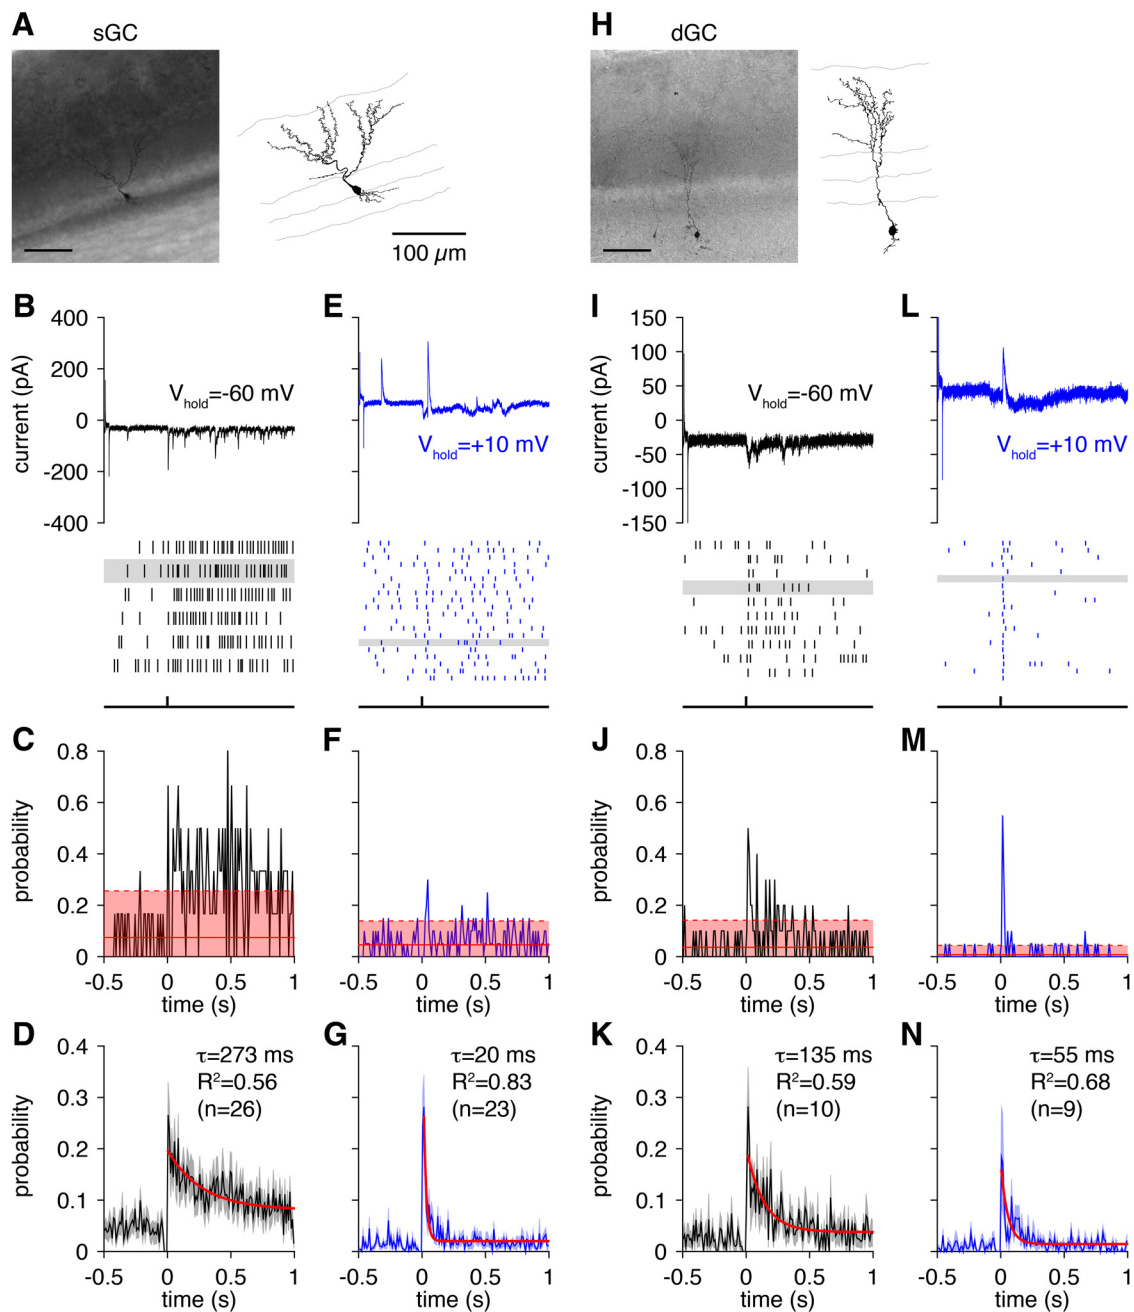 A
sGC
100 µm
H
dGC
B
400
200
0
-200
-400
current (pA)
Vhold=-60 mV
E
Vhold=+10 mV
I
150
100
50
0
-50
-100
-150
current (pA)
Vhold=-60 mV
L
Vhold=+10 mV
C
0.8
0.6
0.4
0.2
0
probability
-0.5 0 0.5 1
time (s)
F
-0.5 0 0.5 1
time (s)
J
0.8
0.6
0.4
0.2
0
probability
-0.5 0 0.5 1
time (s)
M
-0.5 0 0.5 1
time (s)
D
0.4
0.3
0.2
0.1
0
probability
τ=273 ms
R²=0.56
(n=26)
-0.5 0 0.5 1
time (s)
G
τ=20 ms
R²=0.83
(n=23)
-0.5 0 0.5 1
time (s)
K
0.4
0.3
0.2
0.1
0
probability
τ=135 ms
R²=0.59
(n=10)
-0.5 0 0.5 1
time (s)
N
τ=55 ms
R²=0.68
(n=9)
-0.5 0 0.5 1
time (s)